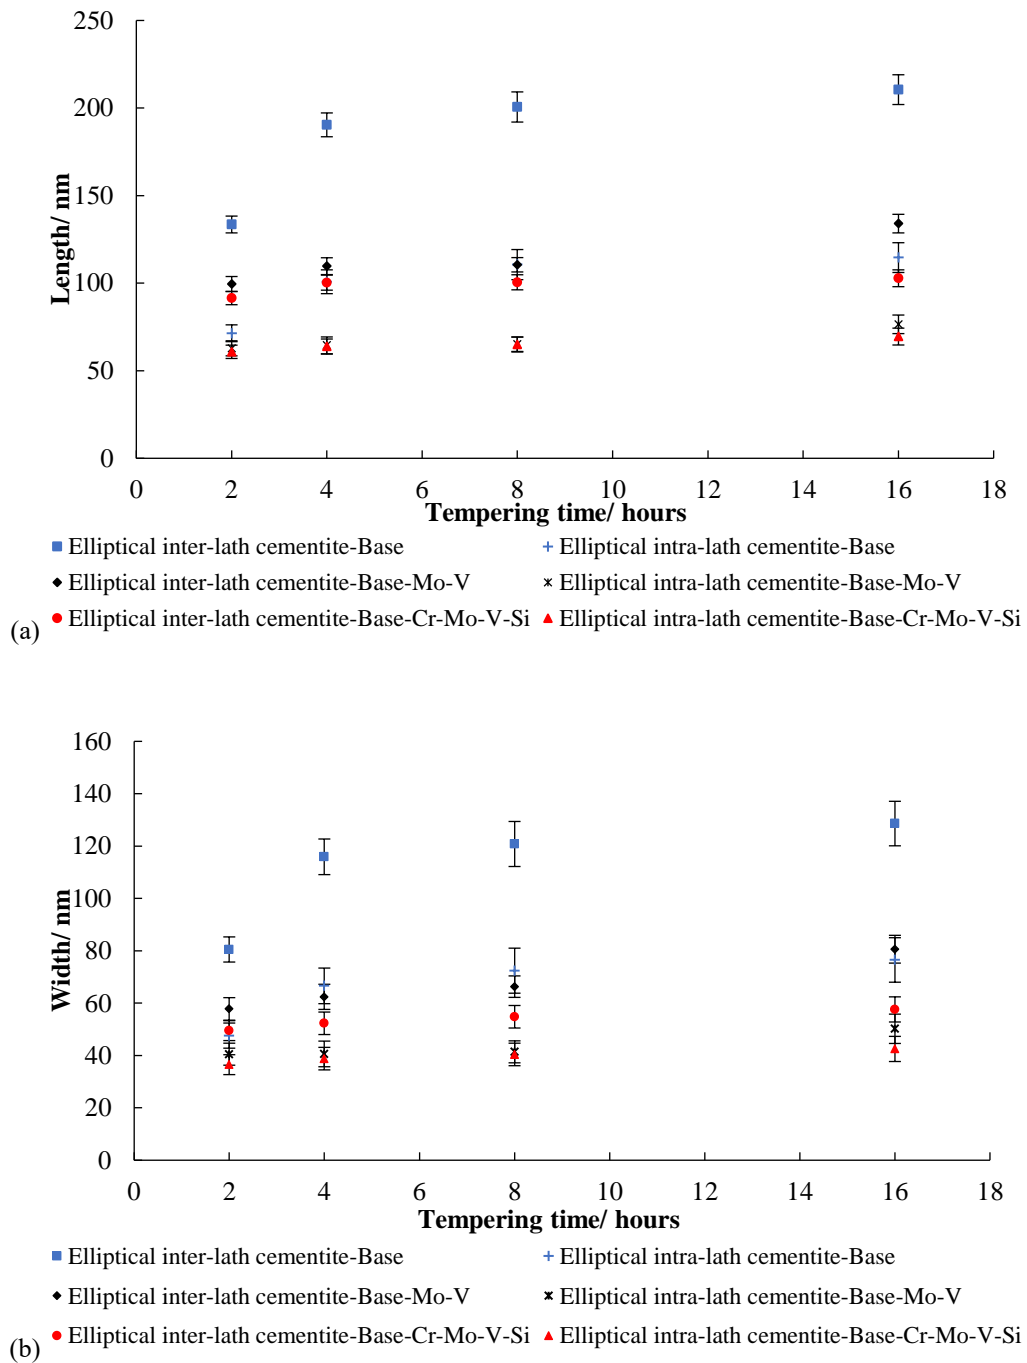 250
200
150
100
50
0
Length/ nm
0 2 4 6 8 10 12 14 16 18
Tempering time/ hours
Elliptical inter-lath cementite-Base Elliptical intra-lath cementite-Base
Elliptical inter-lath cementite-Base-Mo-V Elliptical intra-lath cementite-Base-Mo-V
(a) Elliptical inter-lath cementite-Base-Cr-Mo-V-Si Elliptical intra-lath cementite-Base-Cr-Mo-V-Si
160
140
120
100
80
60
40
20
0
Width/ nm
0 2 4 6 8 10 12 14 16 18
Tempering time/ hours
Elliptical inter-lath cementite-Base Elliptical intra-lath cementite-Base
Elliptical inter-lath cementite-Base-Mo-V Elliptical intra-lath cementite-Base-Mo-V
(b) Elliptical inter-lath cementite-Base-Cr-Mo-V-Si Elliptical intra-lath cementite-Base-Cr-Mo-V-Si